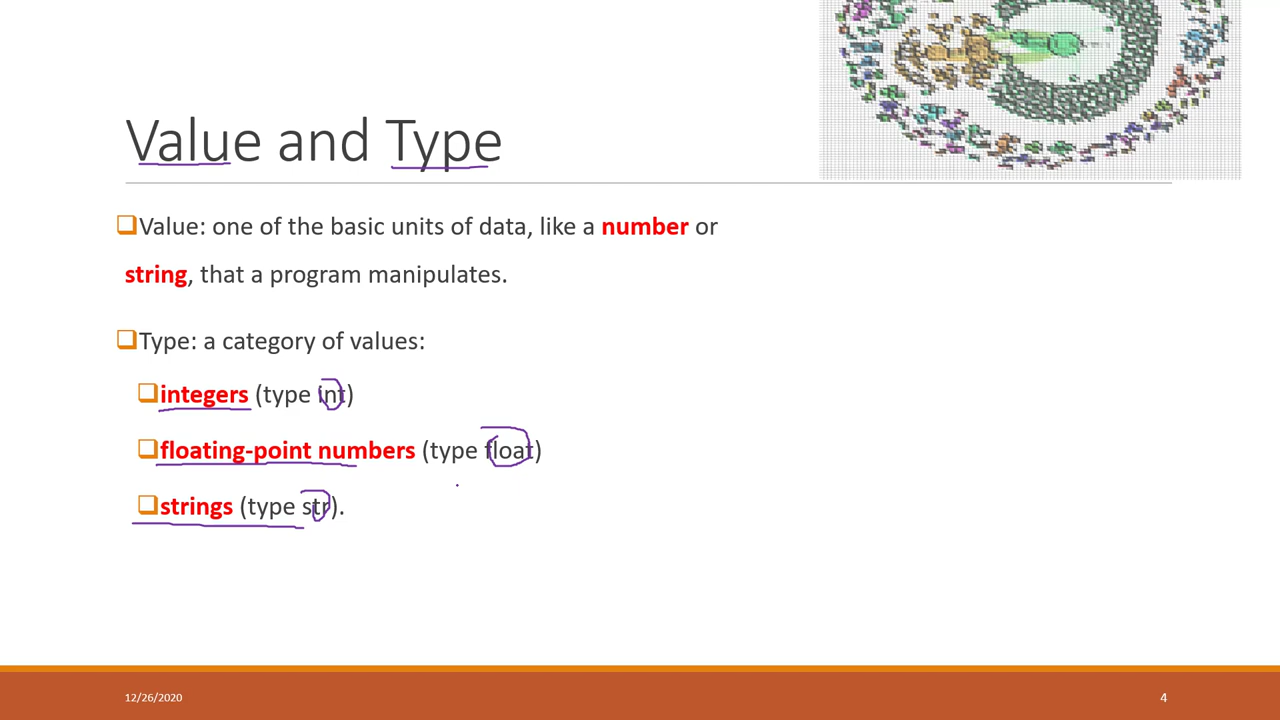 Value and Type
Value: one of the basic units of data, like a number or
string, that a program manipulates.
Type: a category of values:
integers (type int)
floating-point numbers (type float)
strings (type str).
12/26/2020
4